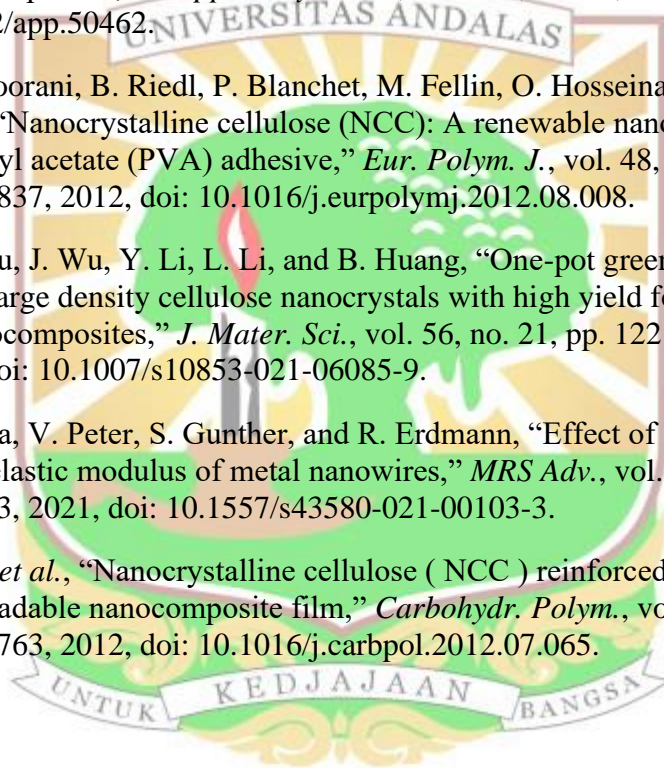 2/app.50462.
UNIVERSITAS ANDALAS
oorani, B. Riedl, P. Blanchet, M. Fellin, O. Hosseina
“Nanocrystalline cellulose (NCC): A renewable nano
yl acetate (PVA) adhesive,” Eur. Polym. J., vol. 48,
837, 2012, doi: 10.1016/j.eurpolymj.2012.08.008.
u, J. Wu, Y. Li, L. Li, and B. Huang, “One-pot green
arge density cellulose nanocrystals with high yield fo
ocomposites,” J. Mater. Sci., vol. 56, no. 21, pp. 122
oi: 10.1007/s10853-021-06085-9.
a, V. Peter, S. Gunther, and R. Erdmann, “Effect of
elastic modulus of metal nanowires,” MRS Adv., vol.
3, 2021, doi: 10.1557/s43580-021-00103-3.
et al., “Nanocrystalline cellulose ( NCC ) reinforced
adable nanocomposite film,” Carbohydr. Polym., vo
763, 2012, doi: 10.1016/j.carbpol.2012.07.065.
UNTUK KEDJAJAAN BANGSA